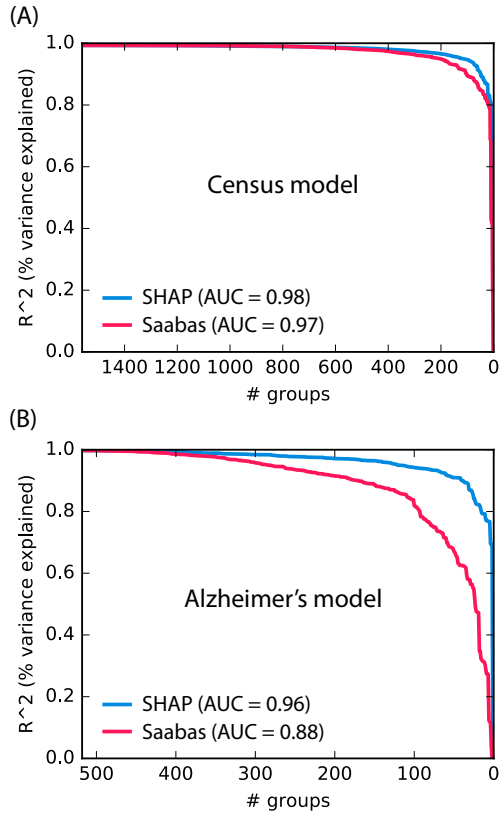 (A)
1.0
0.8
0.6
0.4
0.2
0.0
R^2 (% variance explained)
Census model
SHAP (AUC = 0.98)
Saabas (AUC = 0.97)
1400 1200 1000 800 600 400 200 0
# groups
(B)
1.0
0.8
0.6
0.4
0.2
0.0
R^2 (% variance explained)
Alzheimer's model
SHAP (AUC = 0.96)
Saabas (AUC = 0.88)
500 400 300 200 100 0
# groups